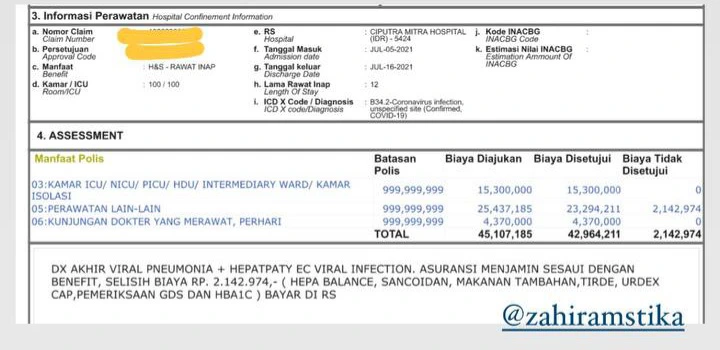 3. Informasi Perawatan Hospital Confinement Information
a. Nomor Claim
Claim Number
b. Persetujuan
Approval Code
c. Manfaat : H&S - RAWAT INAP
Benefit
d. Kamar / ICU : 100 / 100
Room/ICU
e. RS : CIPUTRA MITRA HOSPITAL
Hospital (IDR) - 5424
f. Tanggal Masuk : JUL-05-2021
Admission date
g. Tanggal keluar : JUL-16-2021
Discharge Date
h. Lama Rawat Inap : 12
Length Of Stay
i. ICD X Code / Diagnosis : B34.2-Coronavirus infection,
ICD X code/Diagnosis unspecified site (Confirmed,
COVID-19)
j. Kode INACBG :
INACBG Code
k. Estimasi Nilai INACBG :
Estimation Ammount Of
INACBG
4. ASSESSMENT
Manfaat Polis Batasan Polis Biaya Diajukan Biaya Disetujui Biaya Tidak Disetujui
03:KAMAR ICU/ NICU/ PICU/ HDU/ INTERMEDIARY WARD/ KAMAR ISOLASI 999,999,999 15,300,000 15,300,000 0
05:PERAWATAN LAIN-LAIN 999,999,999 25,437,185 23,294,211 2,142,974
06:KUNJUNGAN DOKTER YANG MERAWAT, PERHARI 999,999,999 4,370,000 4,370,000 0
TOTAL 45,107,185 42,964,211 2,142,974
DX AKHIR VIRAL PNEUMONIA + HEPATPATY EC VIRAL INFECTION. ASURANSI MENJAMIN SESAUI DENGAN
BENEFIT, SELISIH BIAYA RP. 2.142.974,- ( HEPA BALANCE, SANCOIDAN, MAKANAN TAMBAHAN,TIRDE, URDEX
CAP,PEMERIKSAAN GDS DAN HBA1C ) BAYAR DI RS
@zahiramstika